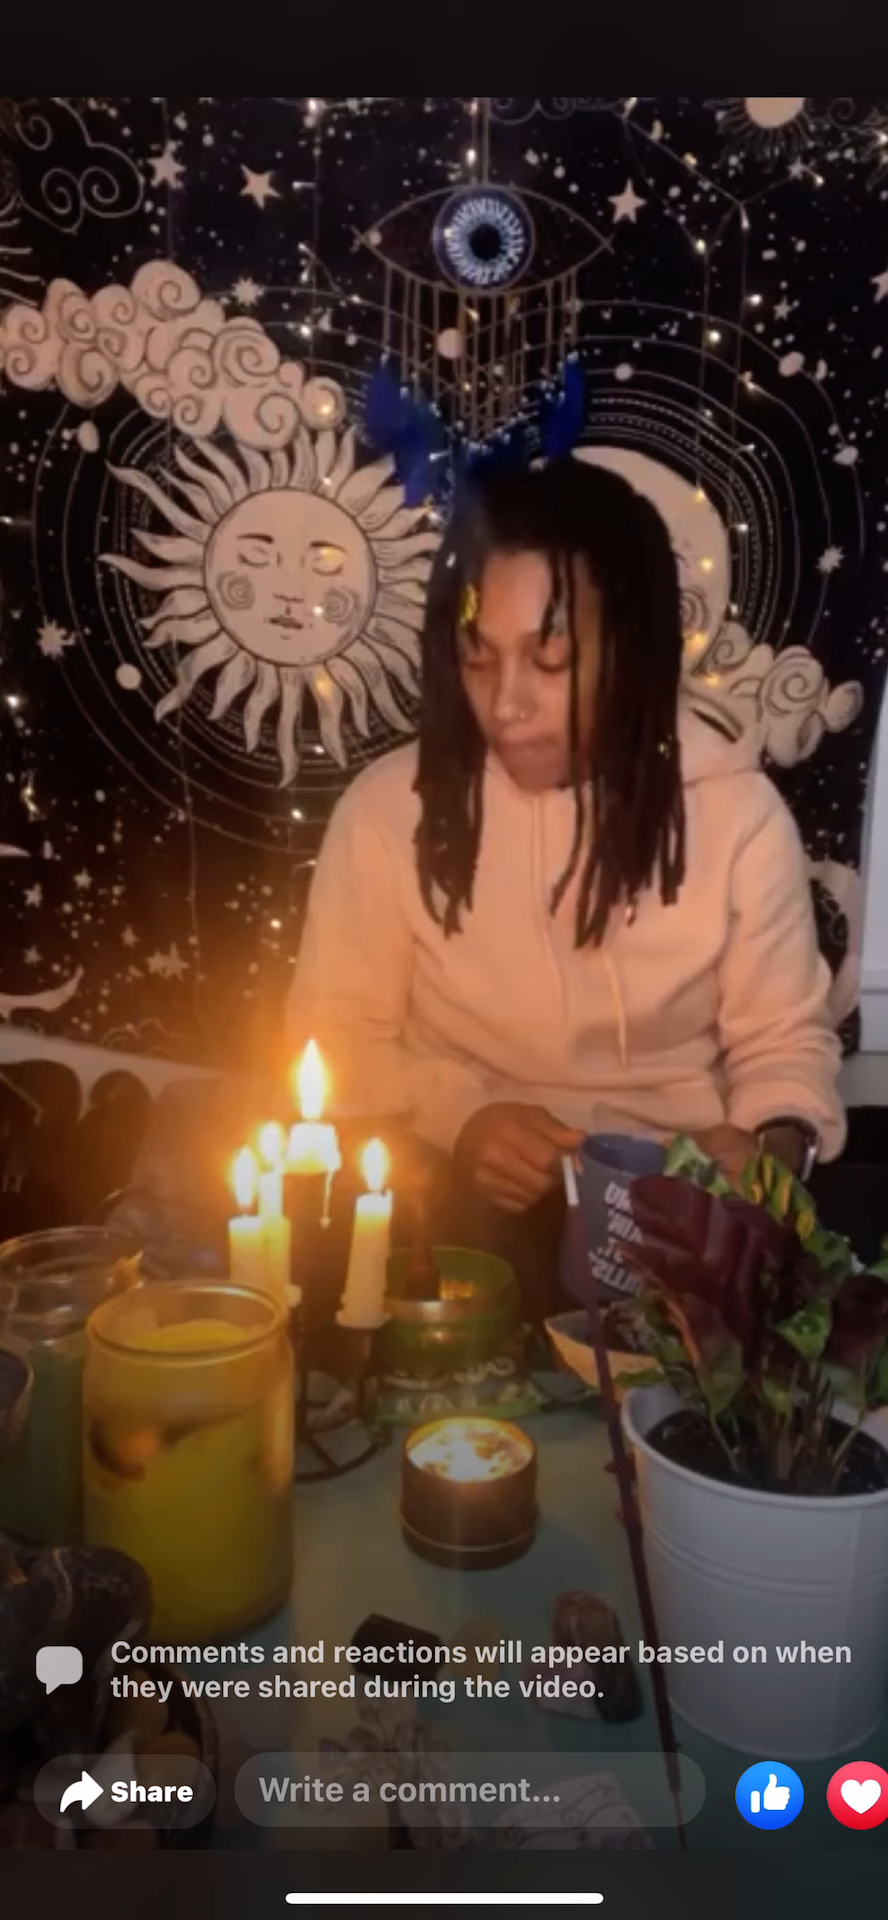 Comments and reactions will appear based on when
they were shared during the video.
Share
Write a comment...